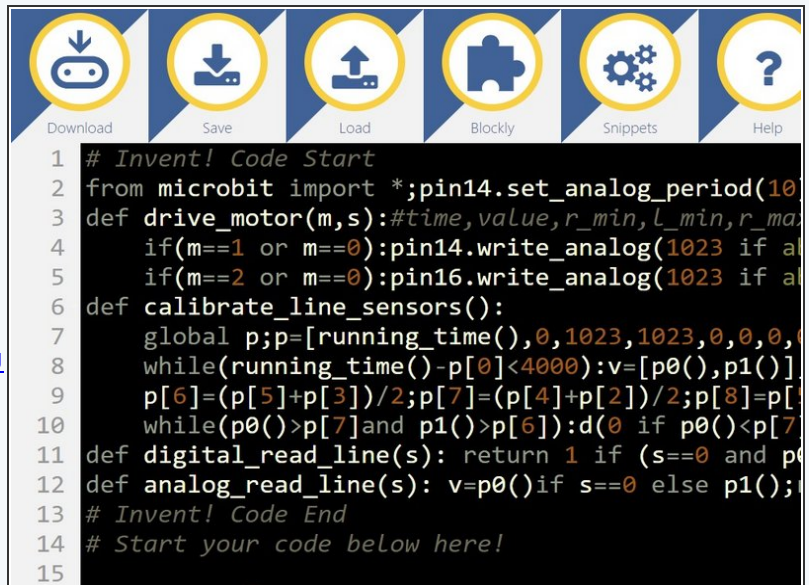 Download Save Load Blockly Snippets Help
1 # Invent! Code Start
2 from microbit import *;pin14.set_analog_period(10
3 def drive_motor(m,s):#time,value,r_min,l_min,r_ma
4 if(m==1 or m==0):pin14.write_analog(1023 if a
5 if(m==2 or m==0):pin16.write_analog(1023 if a
6 def calibrate_line_sensors():
7 global p;p=[running_time(),0,1023,1023,0,0,0,
8 while(running_time()-p[0]<4000):v=[p0(),p1()]
9 p[6]=(p[5]+p[3])/2;p[7]=(p[4]+p[2])/2;p[8]=p[
10 while(p0()>p[7]and p1()>p[6]):d(0 if p0()<p[7
11 def digital_read_line(s): return 1 if (s==0 and p
12 def analog_read_line(s): v=p0()if s==0 else p1();
13 # Invent! Code End
14 # Start your code below here!
15